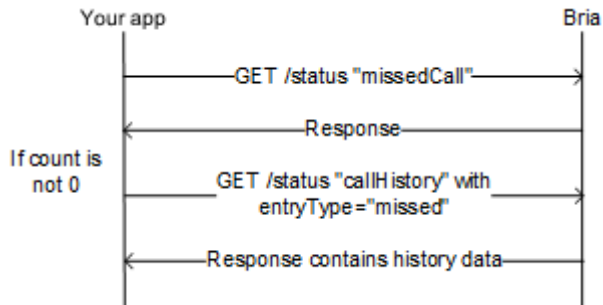 Your app
Bria
GET /status "missedCall"
Response
If count is
not 0
GET /status "callHistory" with
entryType="missed"
Response contains history data